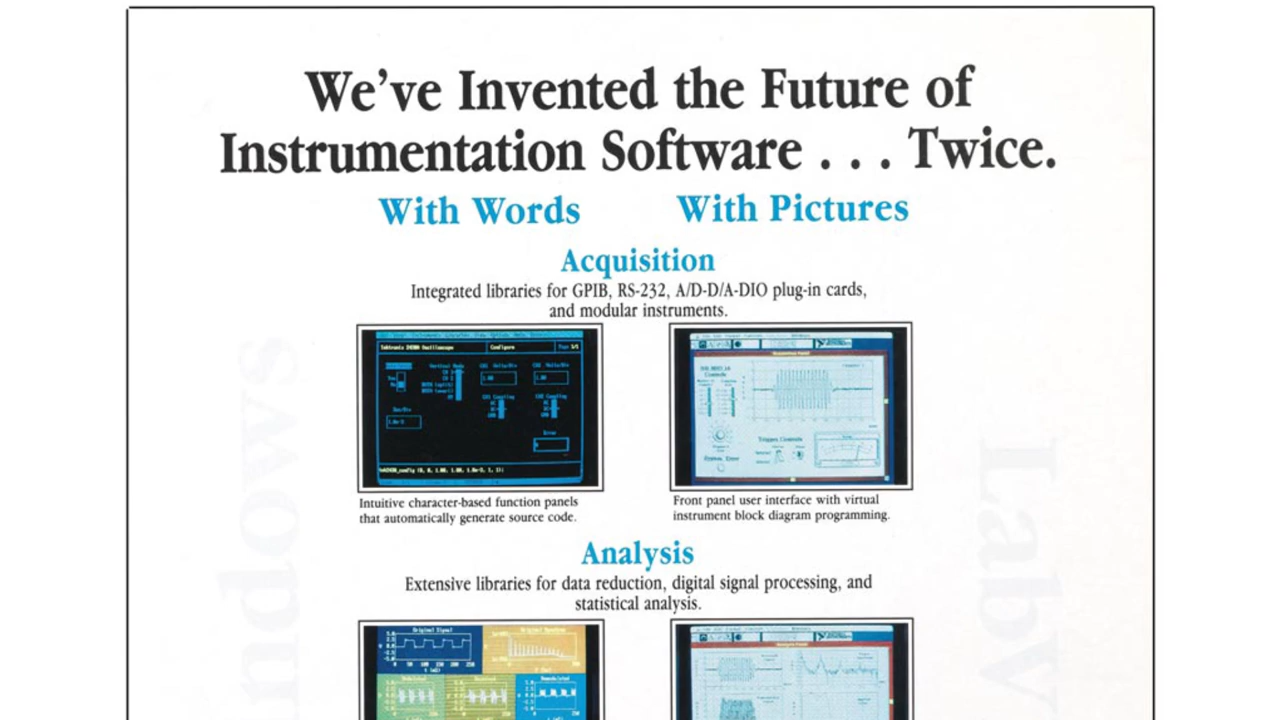 We've Invented the Future of
Instrumentation Software . . . Twice.
With Words
With Pictures
Acquisition
Integrated libraries for GPIB, RS-232, A/D-D/A-DIO plug-in cards,
and modular instruments.
Configure
Intuitive character-based function panels
that automatically generate source code.
Front panel user interface with virtual
instrument block diagram programming.
Analysis
Extensive libraries for data reduction, digital signal processing, and
statistical analysis.
Original Signal